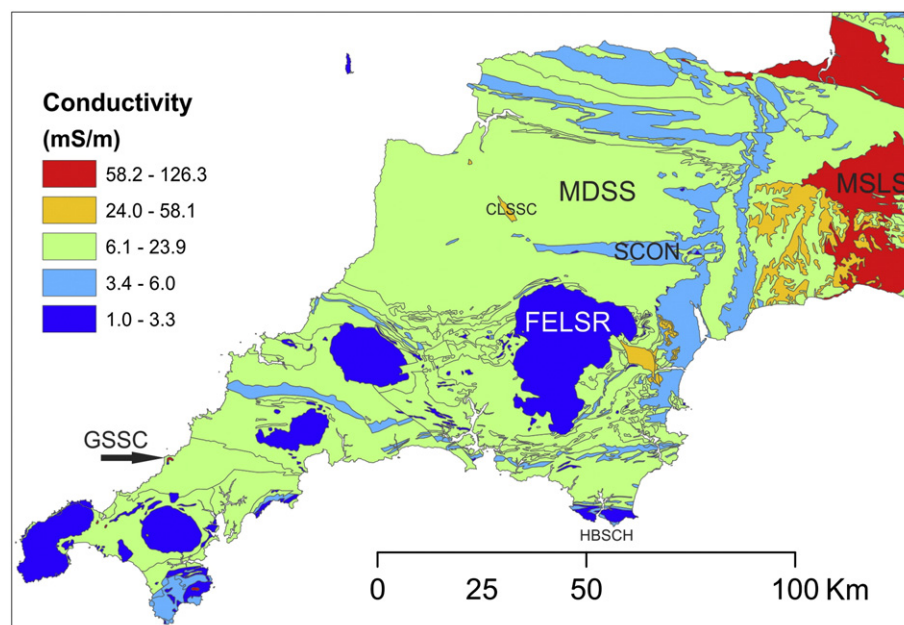 Conductivity
(mS/m)
58.2 - 126.3
24.0 - 58.1
6.1 - 23.9
3.4 - 6.0
1.0 - 3.3
MDSS
MSLS
CLSSC
SCON
FELSR
GSSC
HBSCH
0 25 50 100 Km